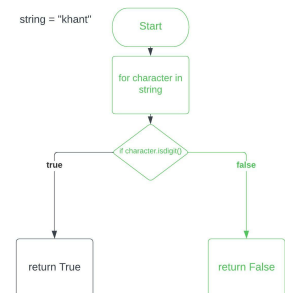 string = "khant"
Start
for character in
string
if character.isdigit()
true
false
return True
return False